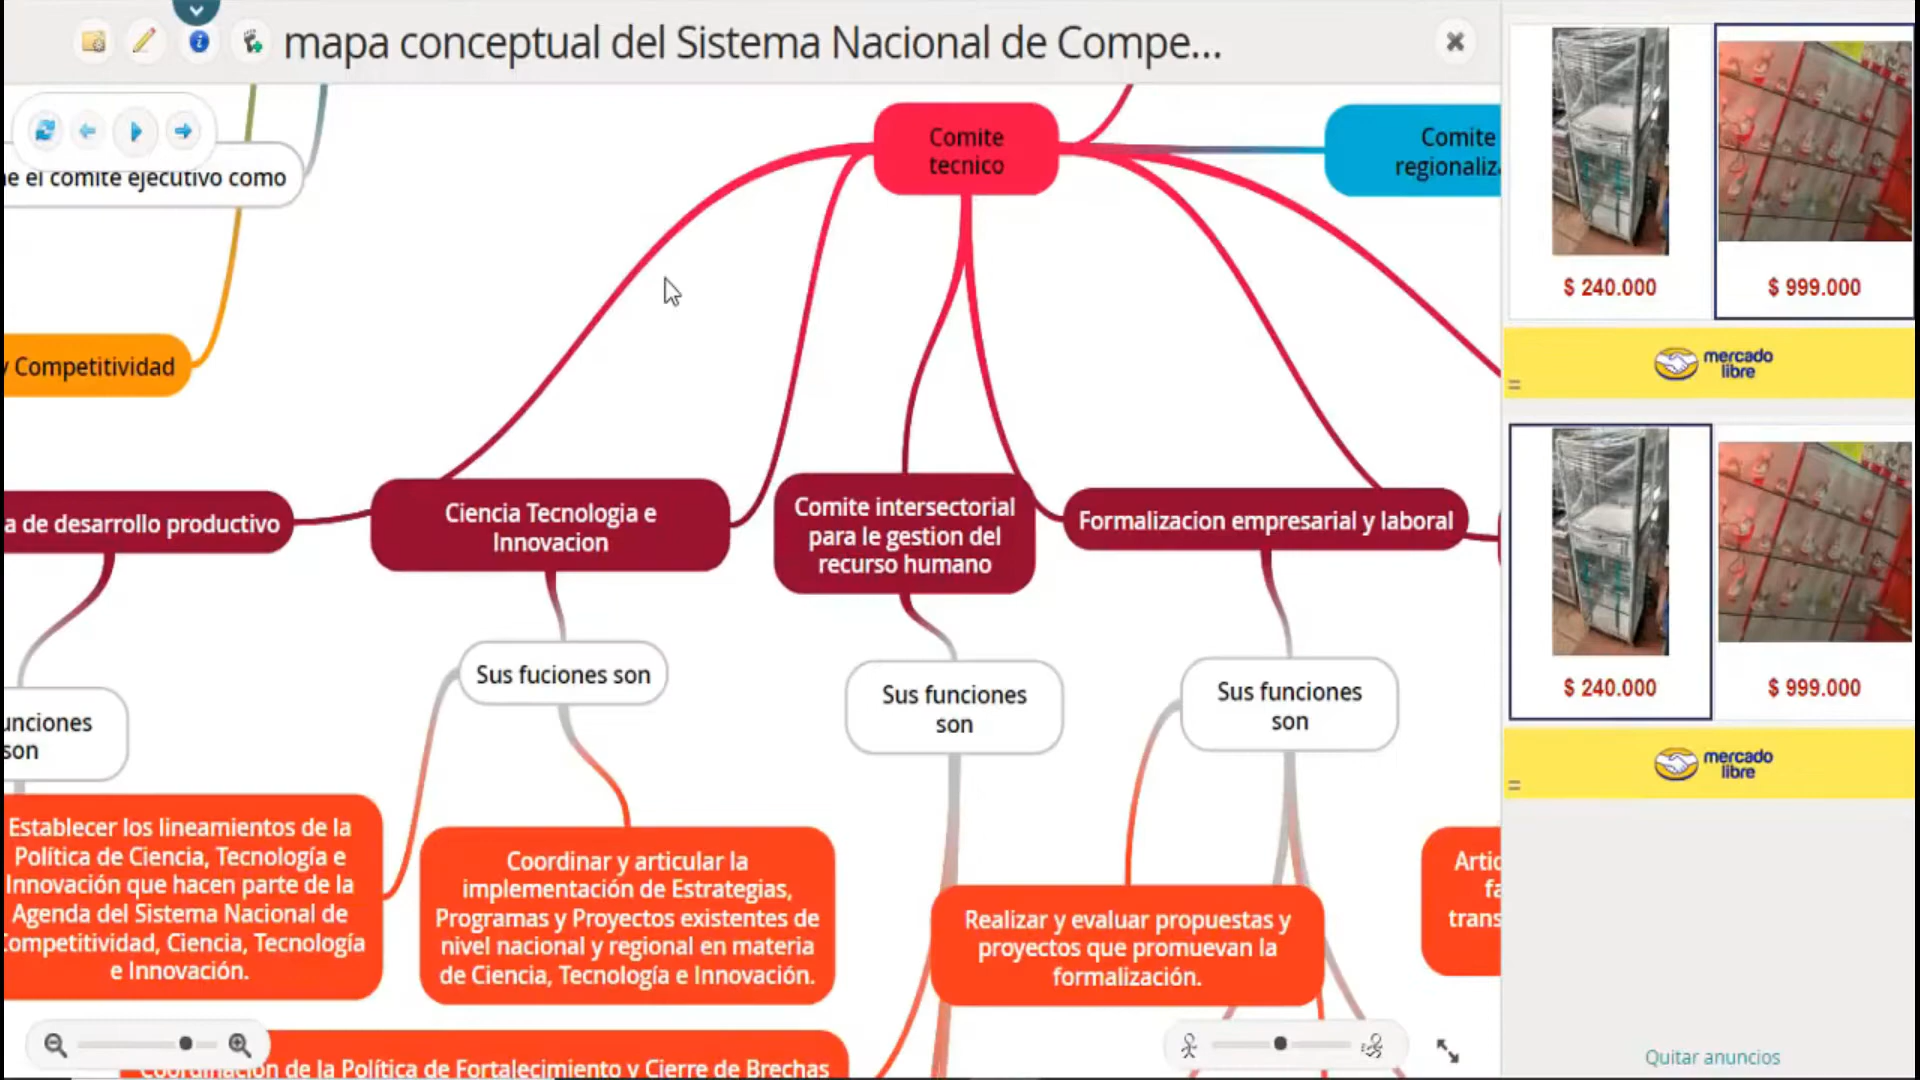 mapa conceptual del Sistema Nacional de Compe...
Comite
tecnico
Comite
regionaliz
e el comite ejecutivo como
y Competitividad
a de desarrollo productivo
Ciencia Tecnologia e
Innovacion
Comite intersectorial
para le gestion del
recurso humano
Formalizacion empresarial y laboral
unciones
son
Sus fuciones son
Sus funciones
son
Sus funciones
son
Establecer los lineamientos de la
Política de Ciencia, Tecnología e
Innovación que hacen parte de la
Agenda del Sistema Nacional de
Competitividad, Ciencia, Tecnología
e Innovación.
Coordinar y articular la
implementación de Estrategias,
Programas y Proyectos existentes de
nivel nacional y regional en materia
de Ciencia, Tecnología e Innovación.
Realizar y evaluar propuestas y
proyectos que promuevan la
formalización.
Artic
fa
trans
Coordinación de la Política de Fortalecimiento y Cierre de Brechas
$ 240.000
$ 999.000
mercado
libre
$ 240.000
$ 999.000
mercado
libre
Quitar anuncios